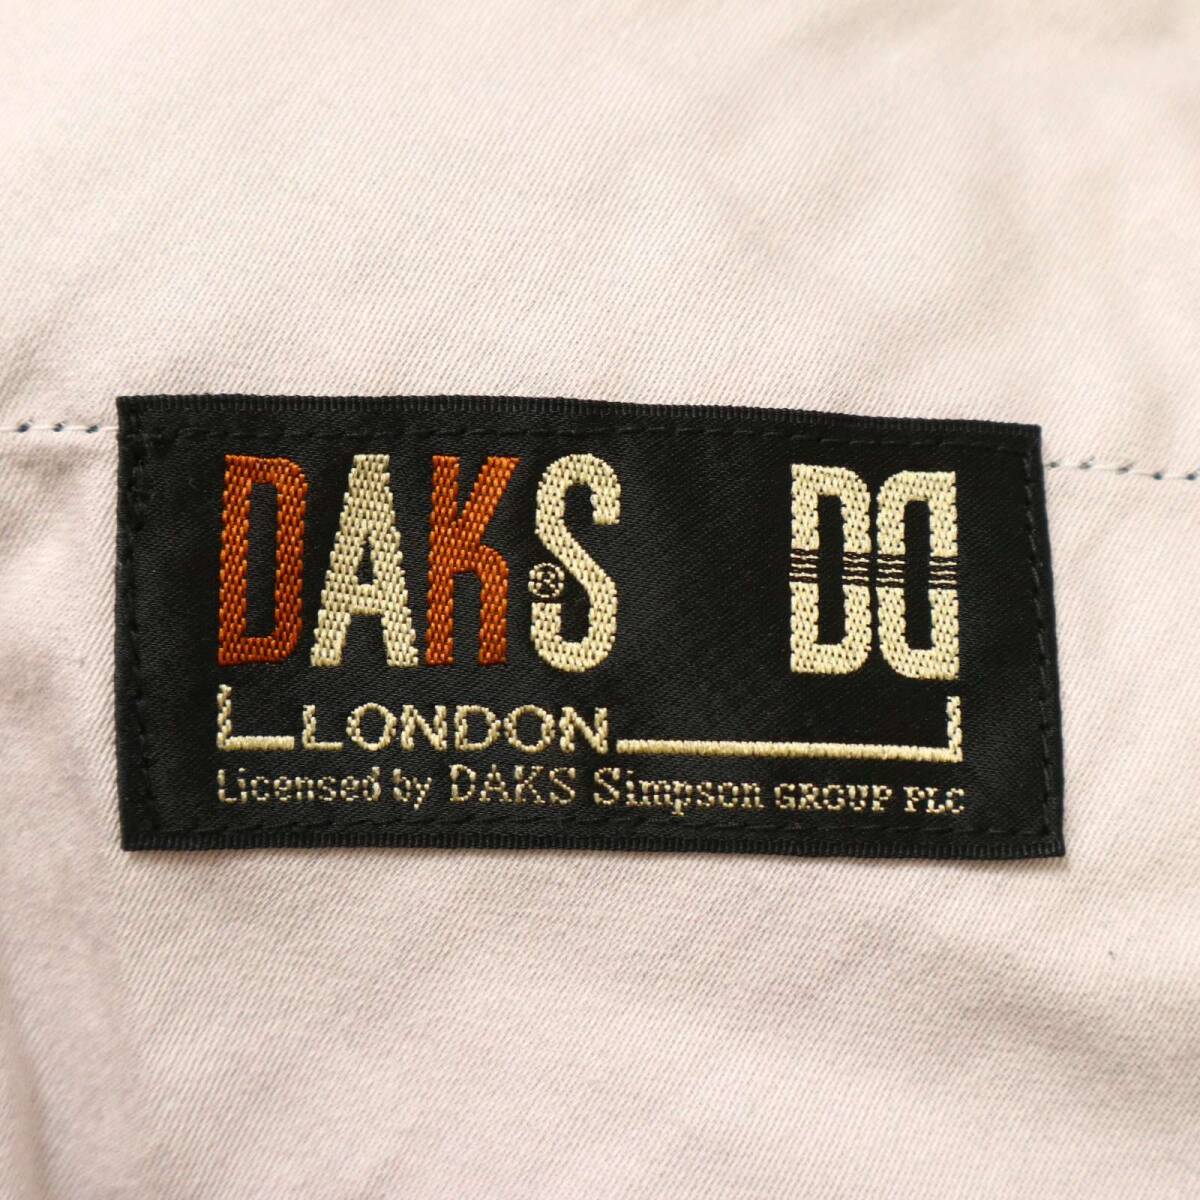 DAKS® DD
LONDON
Licensed by DAKS Simpson GROUP PLC